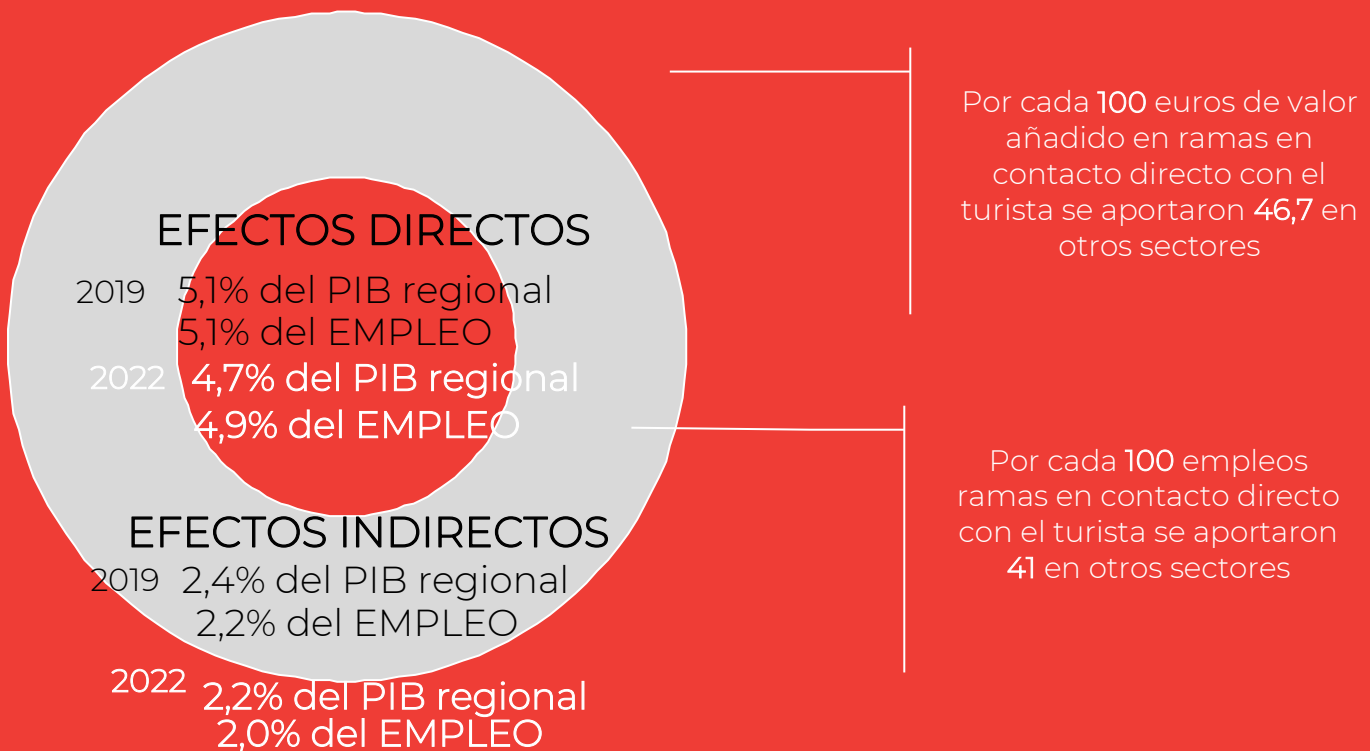 EFECTOS DIRECTOS
2019 5,1% del PIB regional
5,1% del EMPLEO
2022 4,7% del PIB regional
4,9% del EMPLEO
EFECTOS INDIRECTOS
2019 2,4% del PIB regional
2,2% del EMPLEO
2022 2,2% del PIB regional
2,0% del EMPLEO
Por cada 100 euros de valor
añadido en ramas en
contacto directo con el
turista se aportaron 46,7 en
otros sectores
Por cada 100 empleos
ramas en contacto directo
con el turista se aportaron
41 en otros sectores